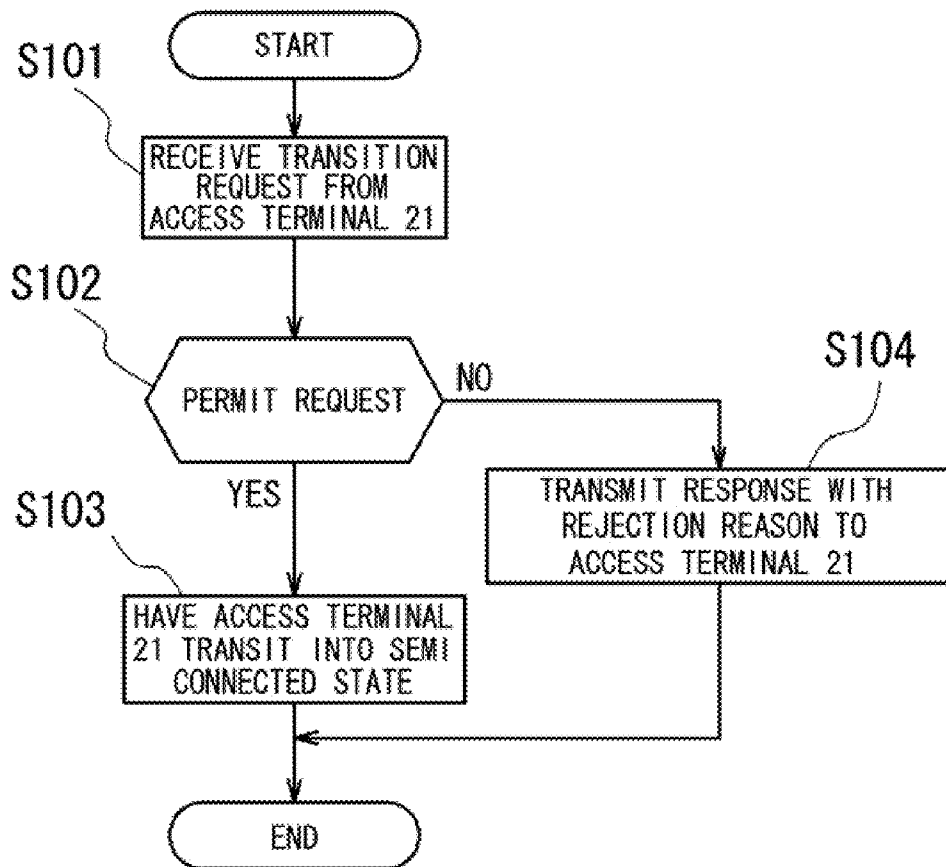 START
S101
RECEIVE TRANSITION
REQUEST FROM
ACCESS TERMINAL 21
S102
PERMIT REQUEST
NO
YES
S104
TRANSMIT RESPONSE WITH
REJECTION REASON TO
ACCESS TERMINAL 21
S103
HAVE ACCESS TERMINAL
21 TRANSIT INTO SEMI
CONNECTED STATE
END